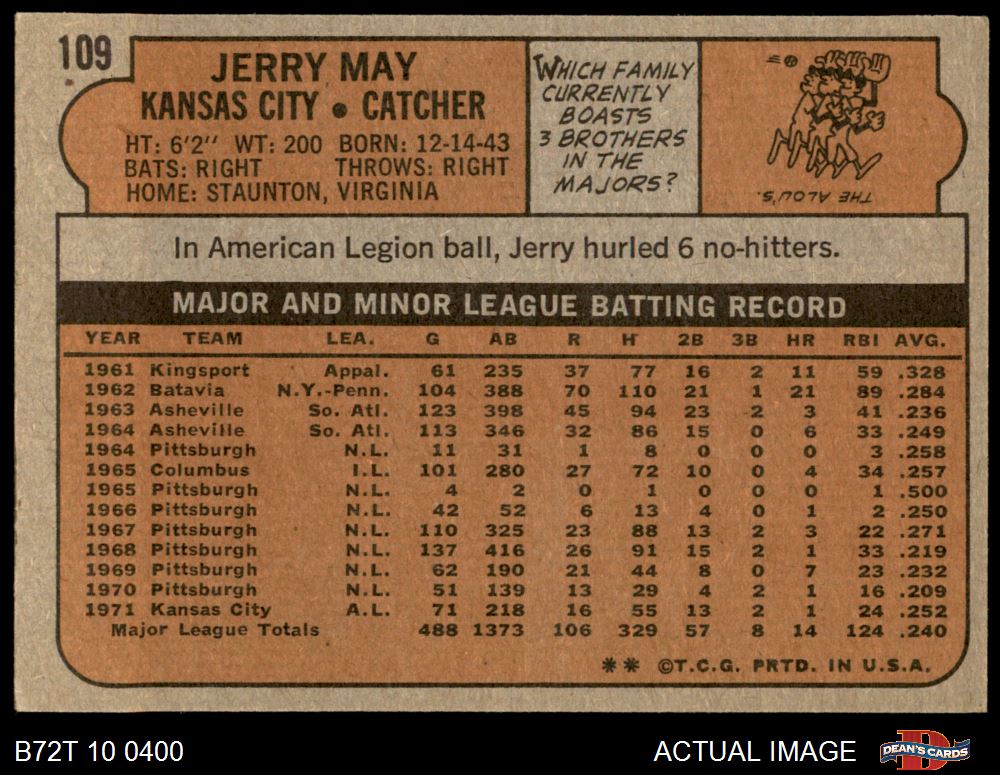 109
JERRY MAY
KANSAS CITY • CATCHER
HT: 6'2" WT: 200 BORN: 12-14-43
BATS: RIGHT THROWS: RIGHT
HOME: STAUNTON, VIRGINIA
WHICH FAMILY
CURRENTLY
BOASTS
3 BROTHERS
IN THE
MAJORS?
THE ALOU'S.
In American Legion ball, Jerry hurled 6 no-hitters.
MAJOR AND MINOR LEAGUE BATTING RECORD
YEAR TEAM LEA. G AB R H 2B 3B HR RBI AVG.
1961 Kingsport Appal. 61 235 37 77 16 2 11 59 .328
1962 Batavia N.Y.-Penn. 104 388 70 110 21 1 21 89 .284
1963 Asheville So. Atl. 123 398 45 94 23 2 3 41 .236
1964 Asheville So. Atl. 113 346 32 86 15 0 6 33 .249
1964 Pittsburgh N.L. 11 31 1 8 0 0 0 3 .258
1965 Columbus I.L. 101 280 27 72 10 0 4 34 .257
1965 Pittsburgh N.L. 4 2 0 1 0 0 0 1 .500
1966 Pittsburgh N.L. 42 52 6 13 4 0 1 2 .250
1967 Pittsburgh N.L. 110 325 23 88 13 2 3 22 .271
1968 Pittsburgh N.L. 137 416 26 91 15 2 1 33 .219
1969 Pittsburgh N.L. 62 190 21 44 8 0 7 23 .232
1970 Pittsburgh N.L. 51 139 13 29 4 2 1 16 .209
1971 Kansas City A.L. 71 218 16 55 13 2 1 24 .252
Major League Totals 488 1373 106 329 57 8 14 124 .240
** ©T.C.G. PRTD. IN U.S.A.
B72T 10 0400
ACTUAL IMAGE
D
DEAN'S CARDS